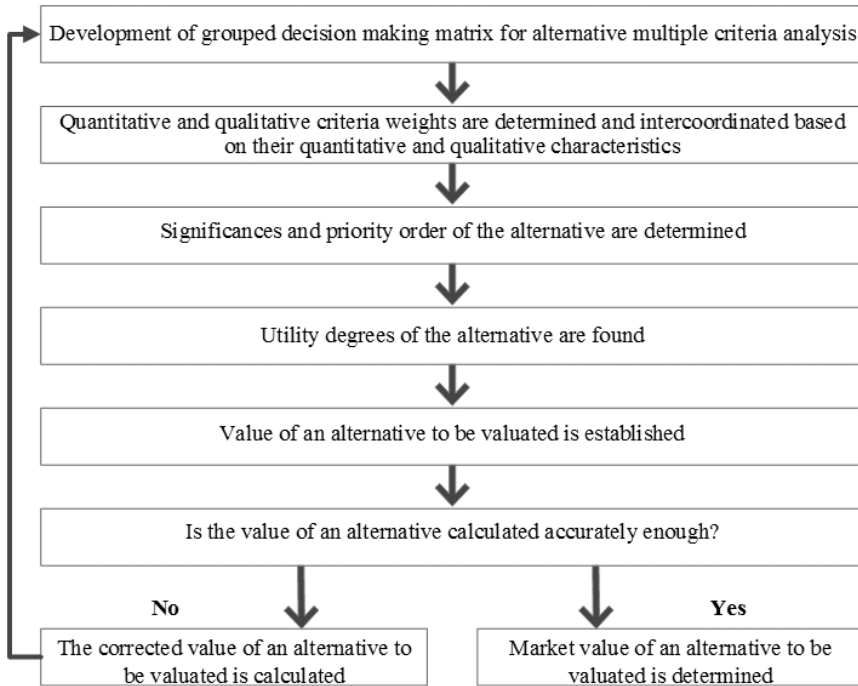 Development of grouped decision making matrix for alternative multiple criteria analysis
Quantitative and qualitative criteria weights are determined and intercoordinated based
on their quantitative and qualitative characteristics
Significances and priority order of the alternative are determined
Utility degrees of the alternative are found
Value of an alternative to be valuated is established
Is the value of an alternative calculated accurately enough?
No
Yes
The corrected value of an alternative to
be valuated is calculated
Market value of an alternative to be
valuated is determined